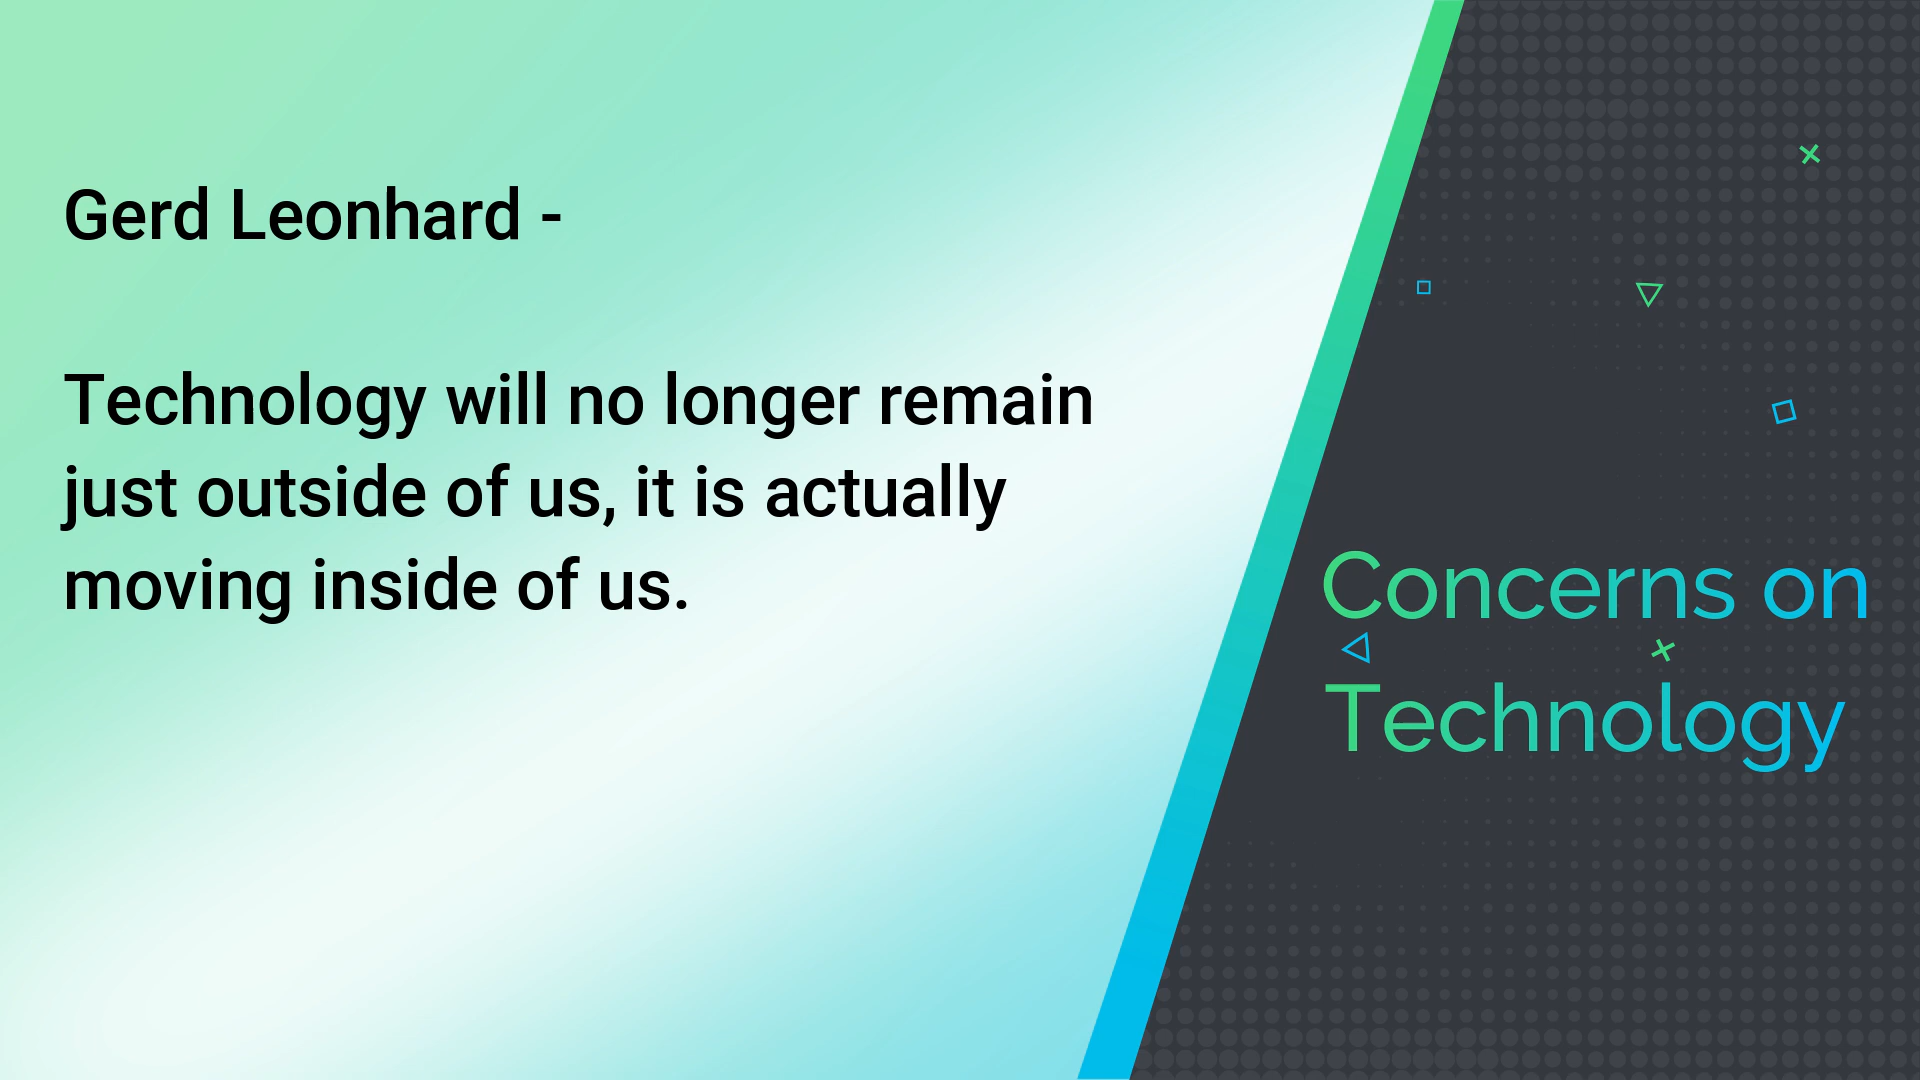 Gerd Leonhard -
Technology will no longer remain
just outside of us, it is actually
moving inside of us.
Concerns on
Technology